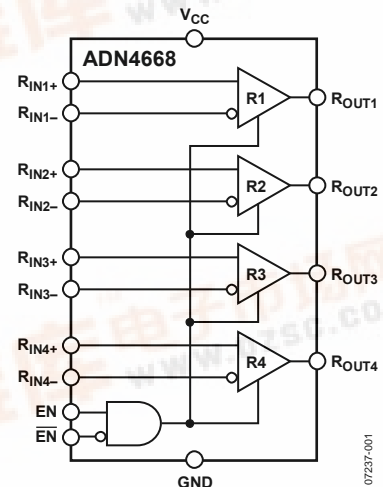 VCC
ADN4668
RIN1+
R1
ROUT1
RIN1–
RIN2+
R2
ROUT2
RIN2–
RIN3+
R3
ROUT3
RIN3–
RIN4+
R4
ROUT4
RIN4–
EN
EN
GND
07237-001